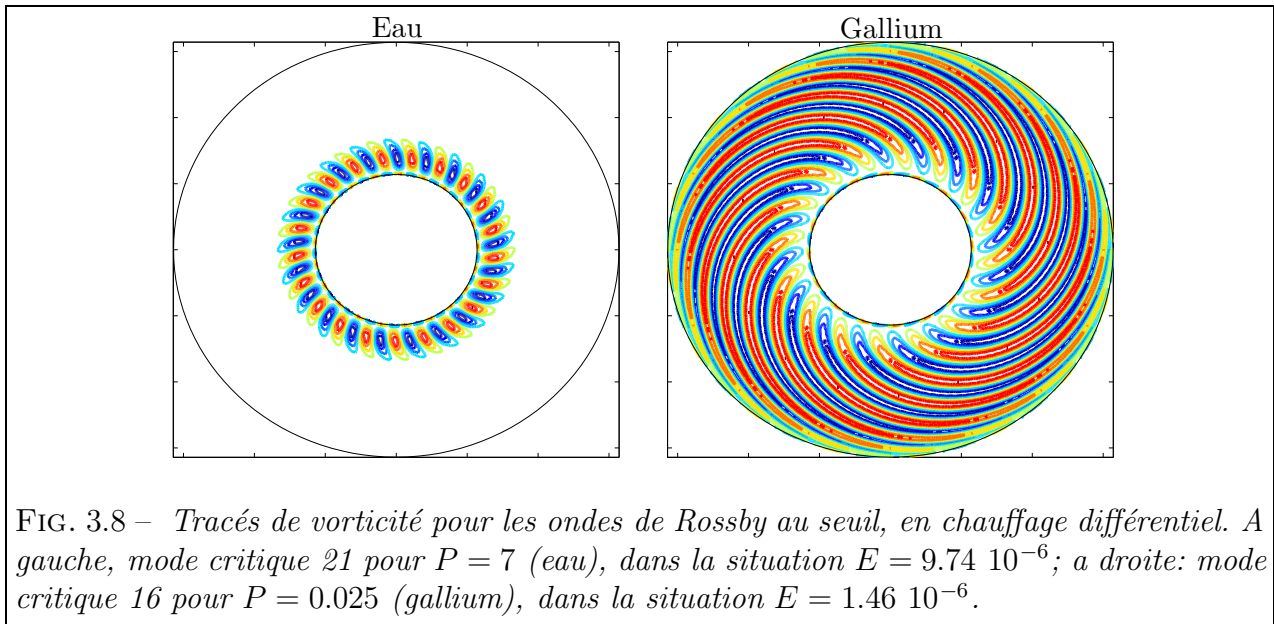 Eau
Gallium
FIG. 3.8 – Tracés de vorticité pour les ondes de Rossby au seuil, en chauffage différentiel. A
gauche, mode critique 21 pour P = 7 (eau), dans la situation E = 9.74 10⁻⁶; a droite: mode
critique 16 pour P = 0.025 (gallium), dans la situation E = 1.46 10⁻⁶.